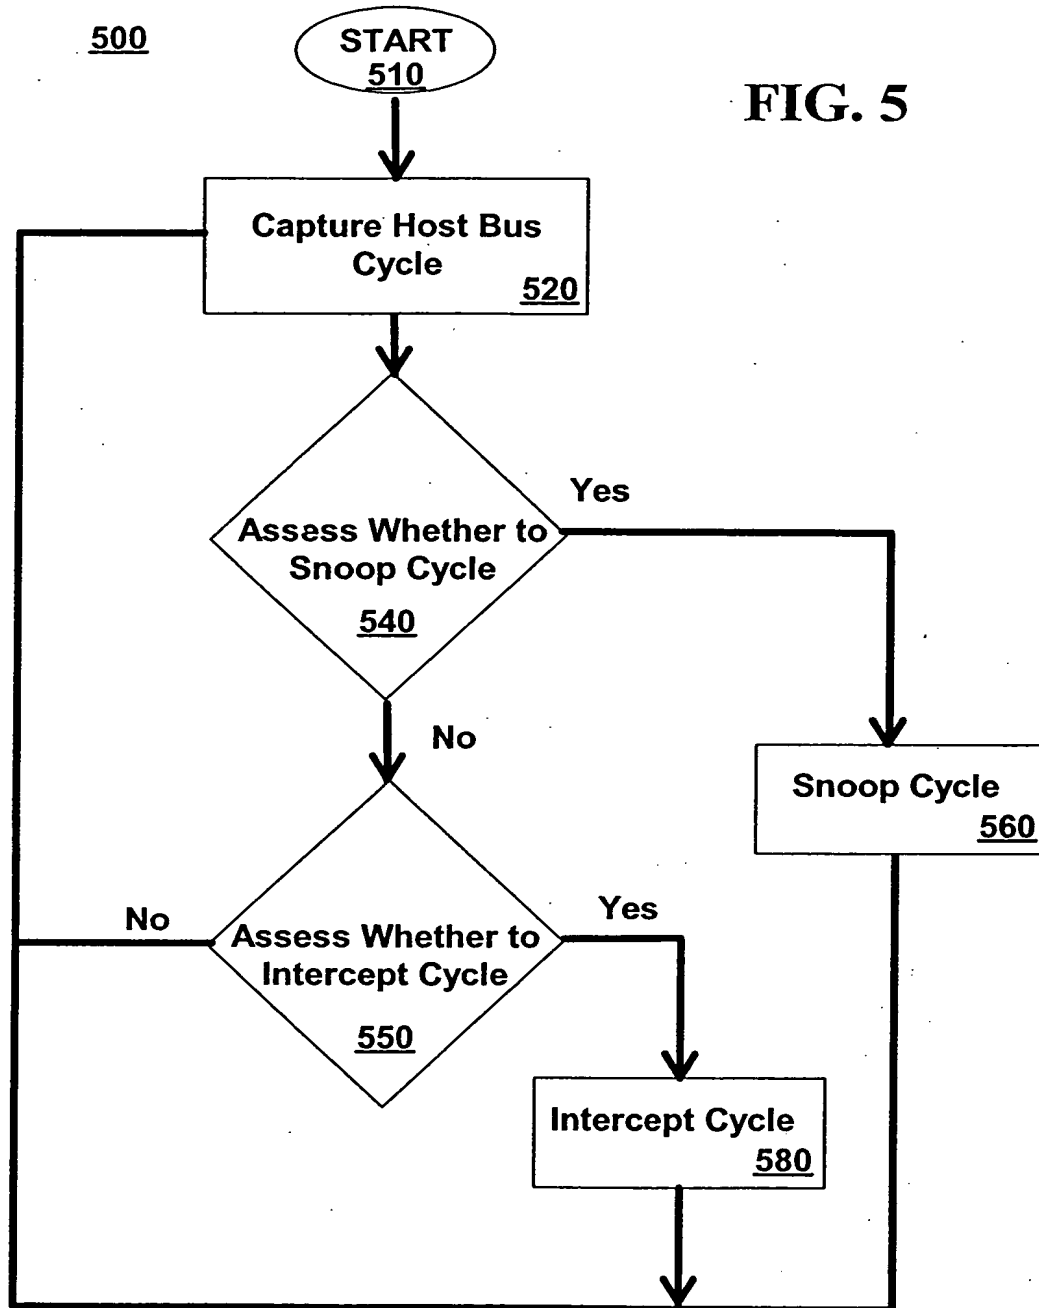 500
START
510
FIG. 5
Capture Host Bus
Cycle
520
Yes
Assess Whether to
Snoop Cycle
540
No
Snoop Cycle
560
No
Yes
Assess Whether to
Intercept Cycle
550
Intercept Cycle
580